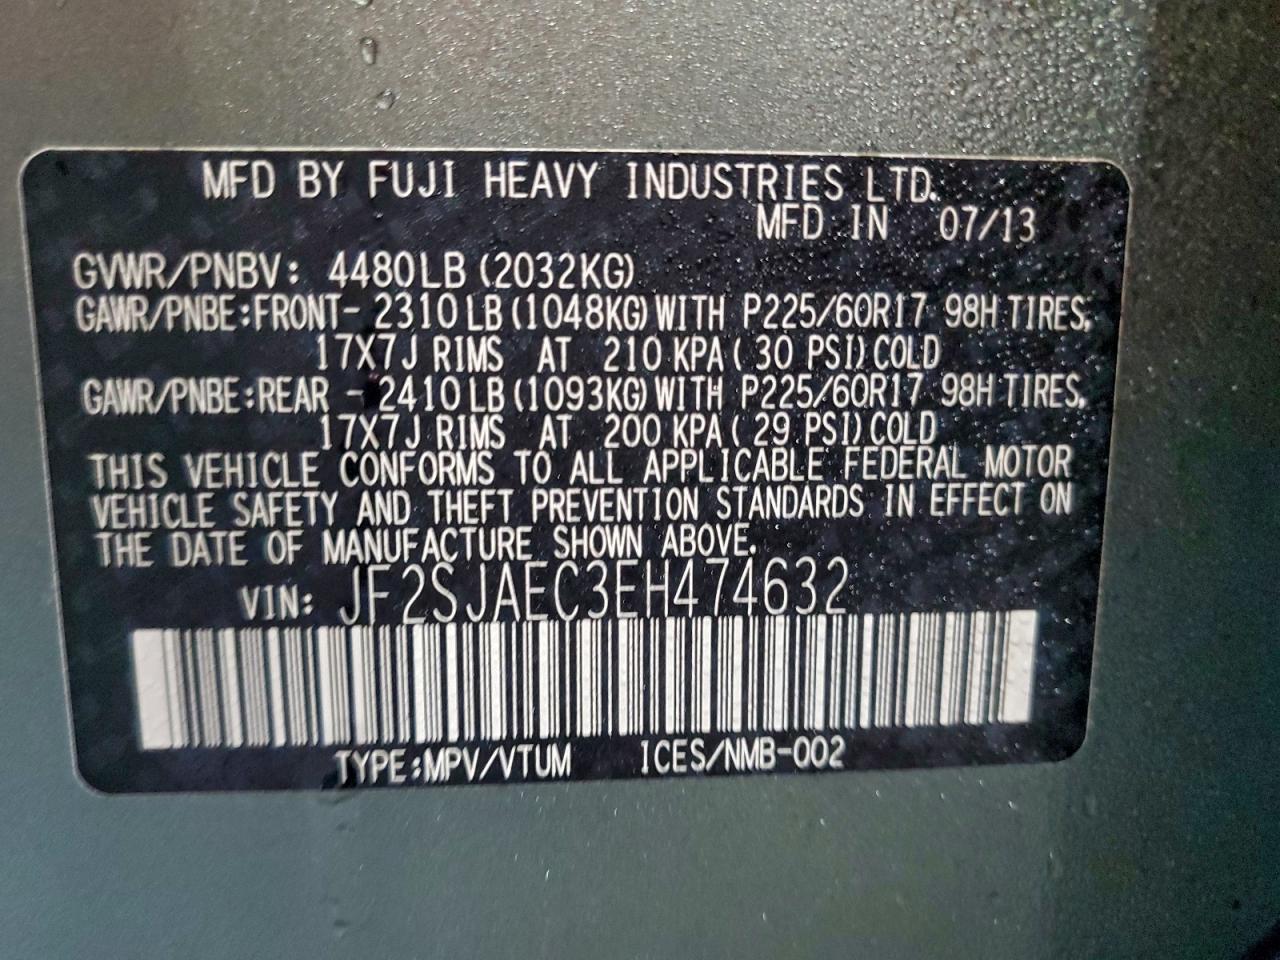 MFD BY FUJI HEAVY INDUSTRIES LTD.
MFD IN 07/13
GVWR/PNBV: 4480LB (2032KG)
GAWR/PNBE:FRONT- 2310LB (1048KG) WITH P225/60R17 98H TIRES,
17X7J RIMS AT 210 KPA ( 30 PSI) COLD
GAWR/PNBE:REAR - 2410LB (1093KG) WITH P225/60R17 98H TIRES,
17X7J RIMS AT 200 KPA ( 29 PSI) COLD
THIS VEHICLE CONFORMS TO ALL APPLICABLE FEDERAL MOTOR
VEHICLE SAFETY AND THEFT PREVENTION STANDARDS IN EFFECT ON
THE DATE OF MANUFACTURE SHOWN ABOVE.
VIN: JF2SJAEC3EH474632
TYPE:MPV/VTUM ICES/NMB-002